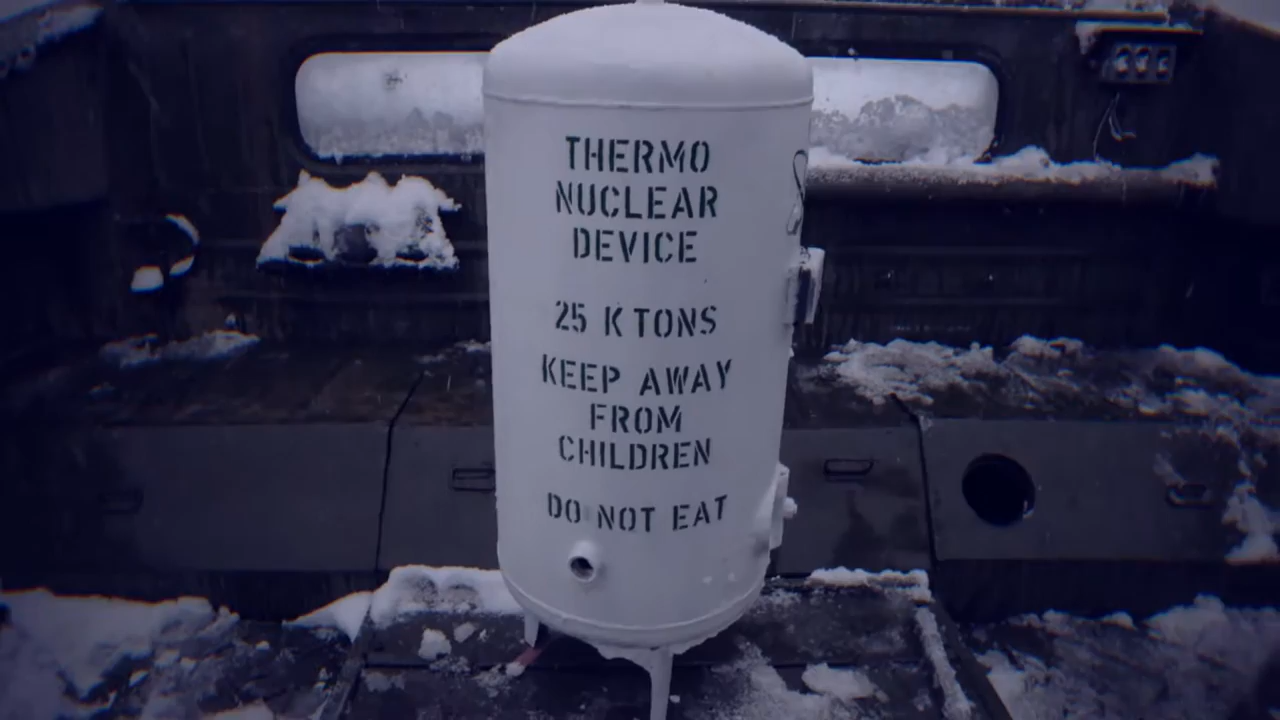 THERMO
NUCLEAR
DEVICE
25 K TONS
KEEP AWAY
FROM
CHILDREN
DO NOT EAT